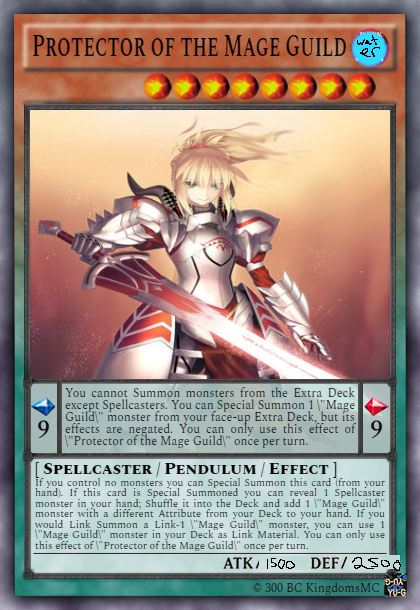 PROTECTOR OF THE MAGE GUILD
water
You cannot Summon monsters from the Extra Deck
except Spellcasters. You can Special Summon 1 \"Mage
Guild\" monster from your face-up Extra Deck, but its
effects are negated. You can only use this effect of
\"Protector of the Mage Guild\" once per turn.
9
9
[ SPELLCASTER / PENDULUM / EFFECT ]
If you control no monsters you can Special Summon this card (from your
hand). If this card is Special Summoned you can reveal 1 Spellcaster
monster in your hand; Shuffle it into the Deck and add 1 \"Mage Guild\"
monster with a different Attribute from your Deck to your hand. If you
would Link Summon a Link-1 \"Mage Guild\" monster, you can use 1
\"Mage Guild\" monster in your Deck as Link Material. You can only use
this effect of \"Protector of the Mage Guild\" once per turn.
ATK/ 1500 DEF/ 2500
© 300 BC KingdomsMC
YU-G